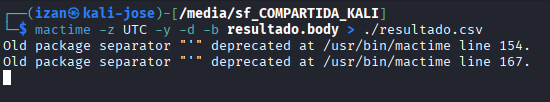 ┌──(izan㉿kali-jose)-[/media/sf_COMPARTIDA_KALI]
└─$ mactime -z UTC -y -d -b resultado.body > ./resultado.csv
Old package separator "'" deprecated at /usr/bin/mactime line 154.
Old package separator "'" deprecated at /usr/bin/mactime line 167.